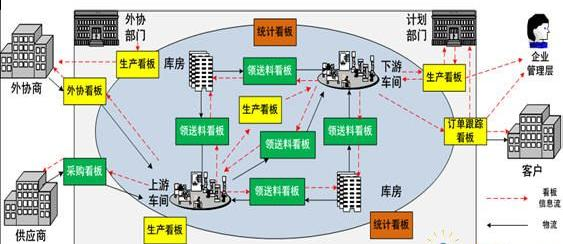 外协
部门
统计看板
计划
部门
企业
管理层
生产看板
库房
领送料看板
下游
车间
生产看板
外协商
外协看板
生产看板
领送料看板
领送料看板
领送料看板
订单跟踪
看板
客户
采购看板
上游
车间
领送料看板
库房
供应商
生产看板
统计看板
看板
信息流
物流